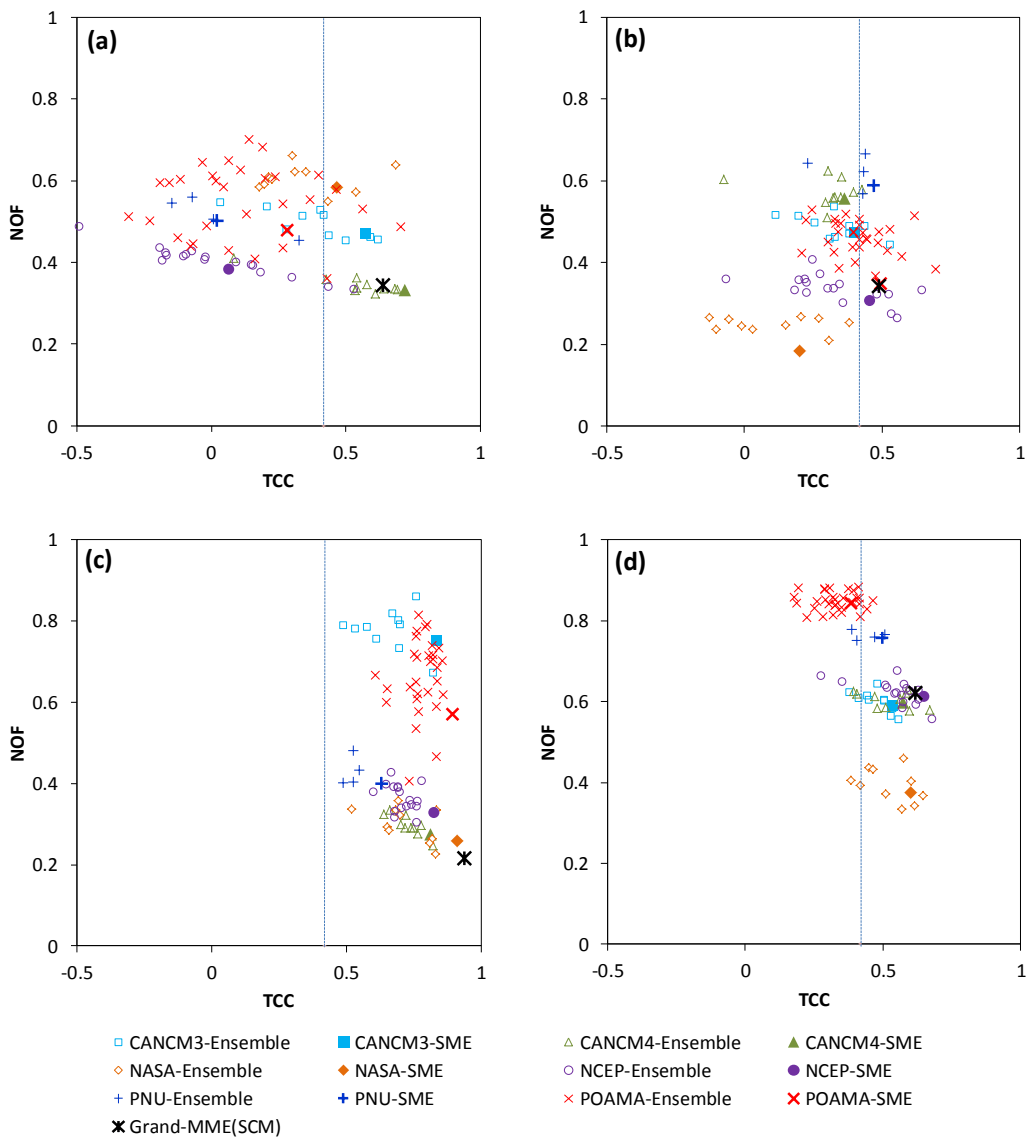 (a)
NOF
1
0.8
0.6
0.4
0.2
0
-0.5
0
0.5
1
TCC
(b)
NOF
1
0.8
0.6
0.4
0.2
0
-0.5
0
0.5
1
TCC
(c)
NOF
1
0.8
0.6
0.4
0.2
0
-0.5
0
0.5
1
TCC
(d)
NOF
1
0.8
0.6
0.4
0.2
0
-0.5
0
0.5
1
TCC
CANCM3-Ensemble CANCM3-SME CANCM4-Ensemble CANCM4-SME
NASA-Ensemble NASA-SME NCEP-Ensemble NCEP-SME
PNU-Ensemble PNU-SME POAMA-Ensemble POAMA-SME
Grand-MME(SCM)